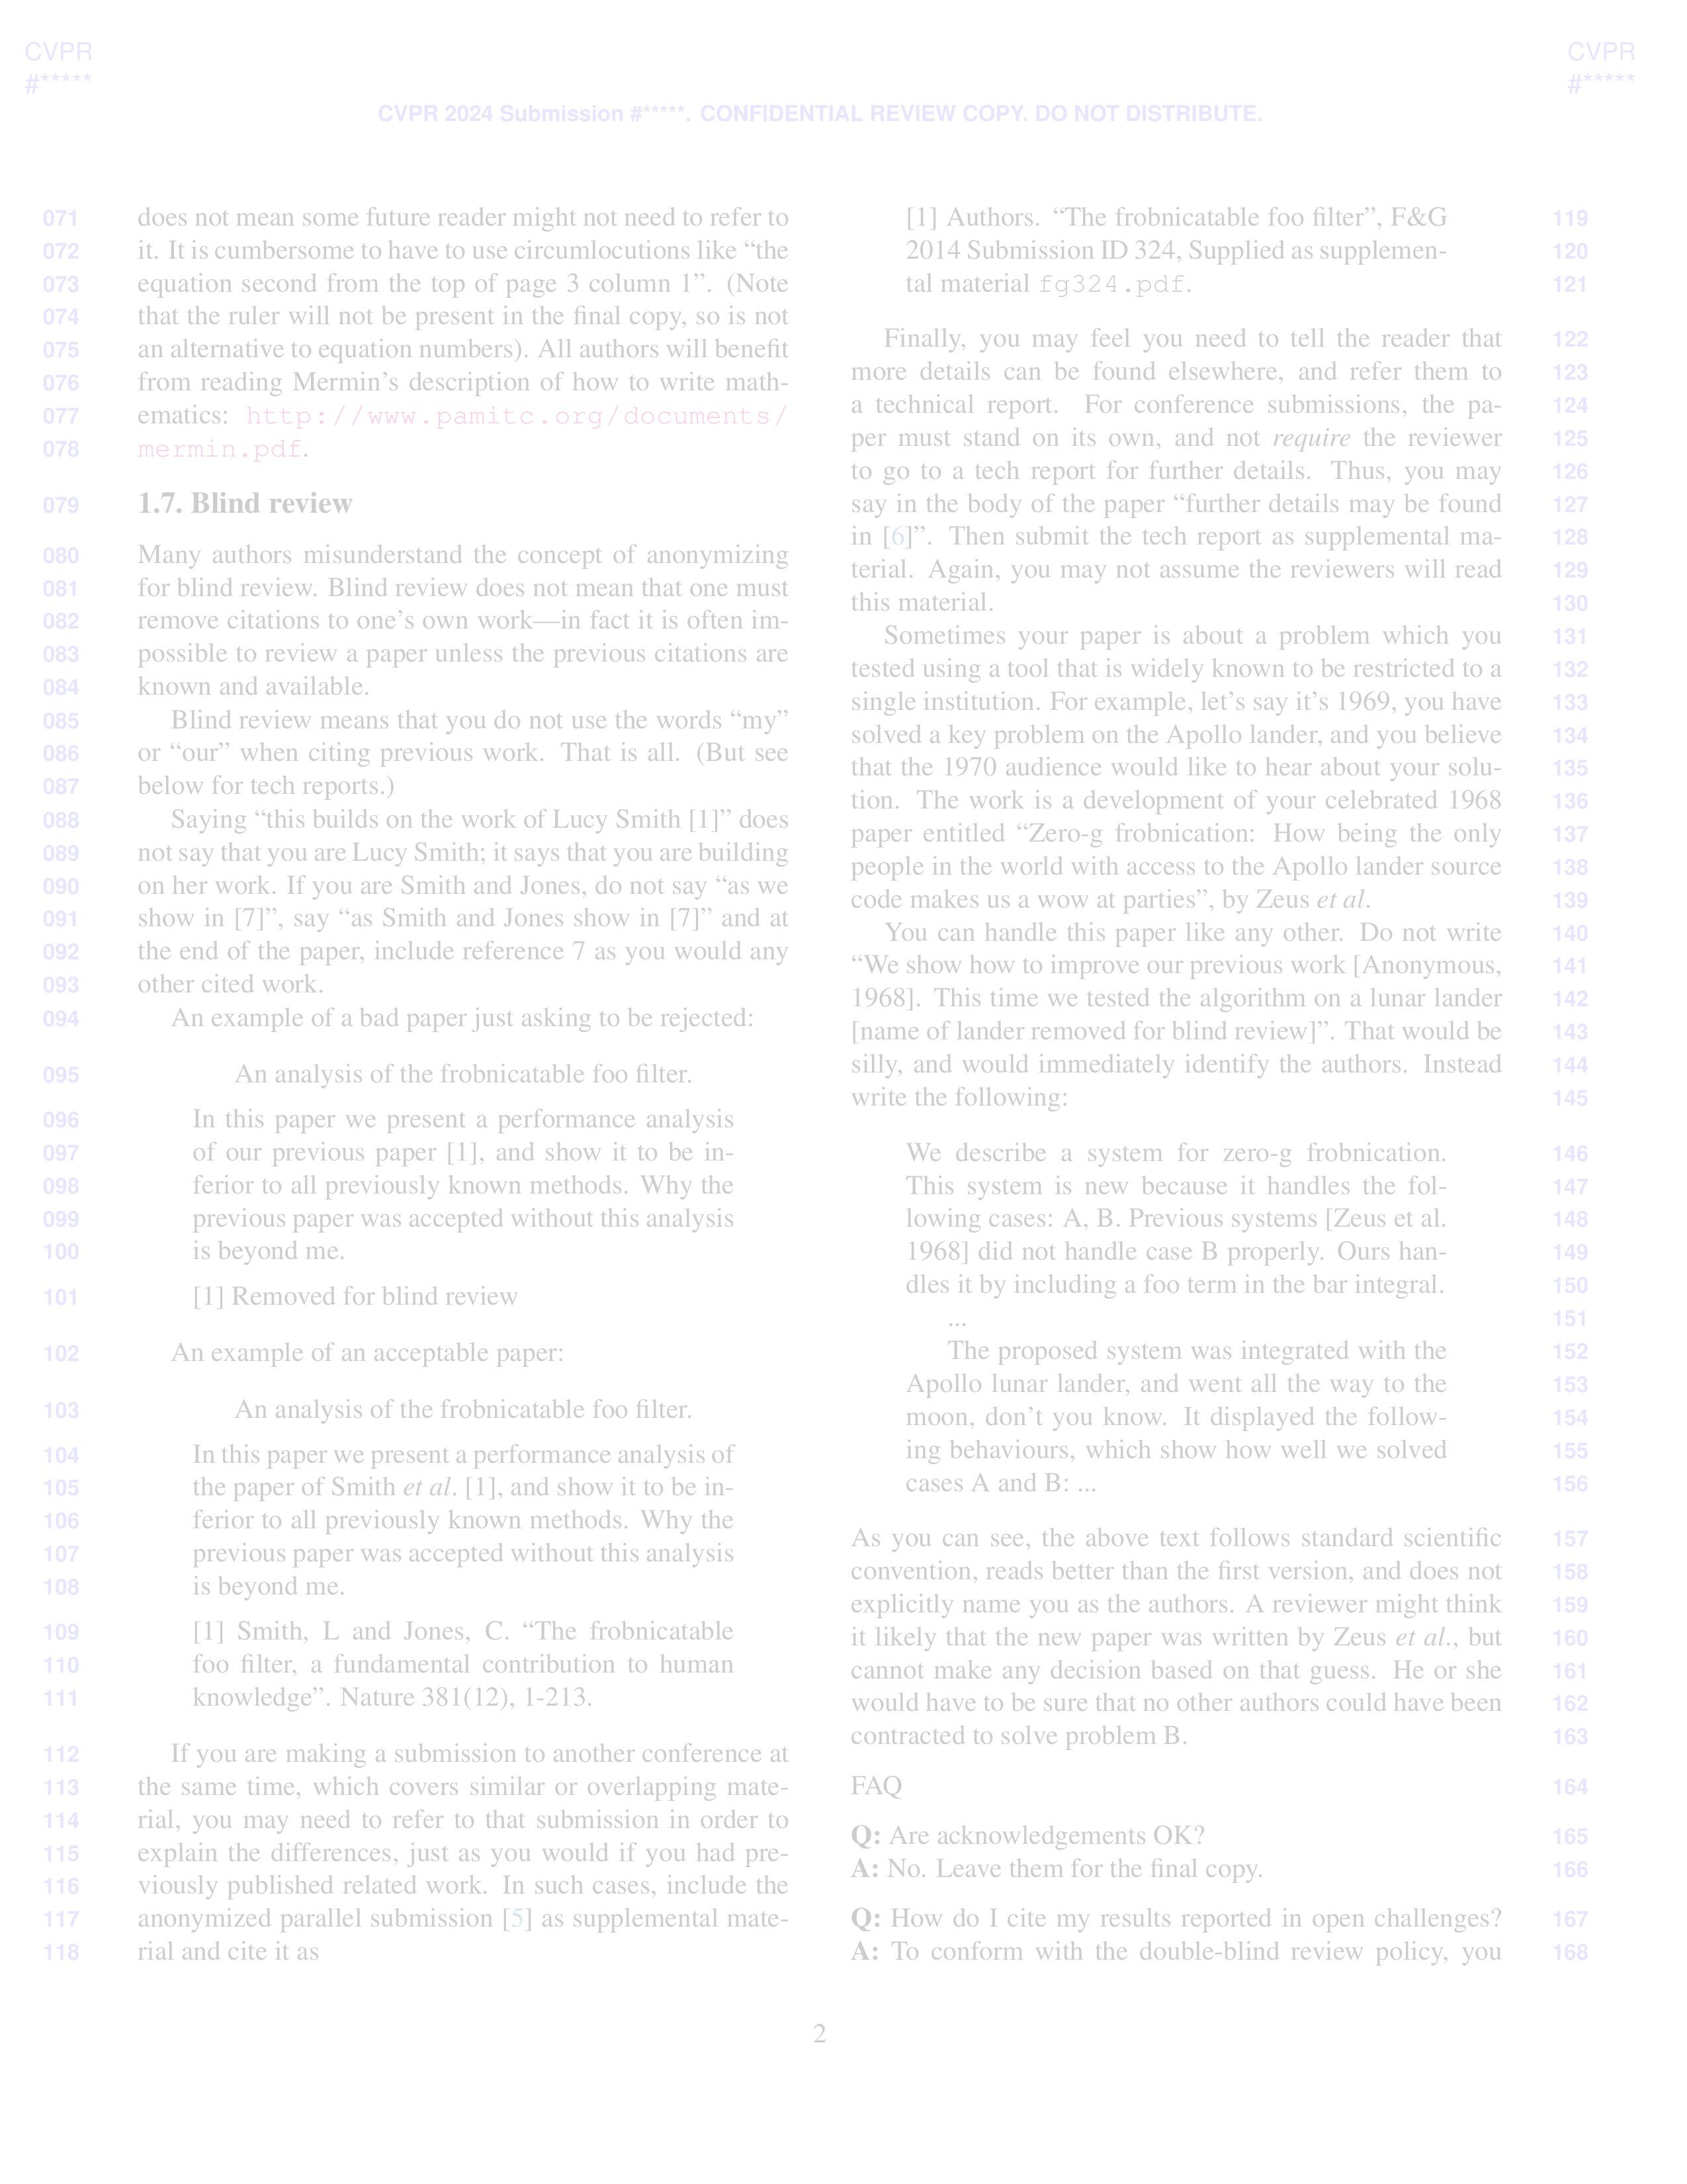 CVPR
#*****
CVPR
#*****
CVPR 2024 Submission #*****. CONFIDENTIAL REVIEW COPY. DO NOT DISTRIBUTE.
071 does not mean some future reader might not need to refer to
072 it. It is cumbersome to have to use circumlocutions like “the
073 equation second from the top of page 3 column 1”. (Note
074 that the ruler will not be present in the final copy, so is not
075 an alternative to equation numbers). All authors will benefit
076 from reading Mermin’s description of how to write math-
077 ematics: http://www.pamitc.org/documents/
078 mermin.pdf.
079 1.7. Blind review
080 Many authors misunderstand the concept of anonymizing
081 for blind review. Blind review does not mean that one must
082 remove citations to one’s own work—in fact it is often im-
083 possible to review a paper unless the previous citations are
084 known and available.
085 Blind review means that you do not use the words “my”
086 or “our” when citing previous work. That is all. (But see
087 below for tech reports.)
088 Saying “this builds on the work of Lucy Smith [1]” does
089 not say that you are Lucy Smith; it says that you are building
090 on her work. If you are Smith and Jones, do not say “as we
091 show in [7]”, say “as Smith and Jones show in [7]” and at
092 the end of the paper, include reference 7 as you would any
093 other cited work.
094 An example of a bad paper just asking to be rejected:
095 An analysis of the frobnicatable foo filter.
096 In this paper we present a performance analysis
097 of our previous paper [1], and show it to be in-
098 ferior to all previously known methods. Why the
099 previous paper was accepted without this analysis
100 is beyond me.
101 [1] Removed for blind review
102 An example of an acceptable paper:
103 An analysis of the frobnicatable foo filter.
104 In this paper we present a performance analysis of
105 the paper of Smith et al. [1], and show it to be in-
106 ferior to all previously known methods. Why the
107 previous paper was accepted without this analysis
108 is beyond me.
109 [1] Smith, L and Jones, C. “The frobnicatable
110 foo filter, a fundamental contribution to human
111 knowledge”. Nature 381(12), 1-213.
112 If you are making a submission to another conference at
113 the same time, which covers similar or overlapping mate-
114 rial, you may need to refer to that submission in order to
115 explain the differences, just as you would if you had pre-
116 viously published related work. In such cases, include the
117 anonymized parallel submission [5] as supplemental mate-
118 rial and cite it as
[1] Authors. “The frobnicatable foo filter”, F&G 119
2014 Submission ID 324, Supplied as supplemen- 120
tal material fg324.pdf. 121
Finally, you may feel you need to tell the reader that 122
more details can be found elsewhere, and refer them to 123
a technical report. For conference submissions, the pa- 124
per must stand on its own, and not require the reviewer 125
to go to a tech report for further details. Thus, you may 126
say in the body of the paper “further details may be found 127
in [6]”. Then submit the tech report as supplemental ma- 128
terial. Again, you may not assume the reviewers will read 129
this material. 130
Sometimes your paper is about a problem which you 131
tested using a tool that is widely known to be restricted to a 132
single institution. For example, let’s say it’s 1969, you have 133
solved a key problem on the Apollo lander, and you believe 134
that the 1970 audience would like to hear about your solu- 135
tion. The work is a development of your celebrated 1968 136
paper entitled “Zero-g frobnication: How being the only 137
people in the world with access to the Apollo lander source 138
code makes us a wow at parties”, by Zeus et al. 139
You can handle this paper like any other. Do not write 140
“We show how to improve our previous work [Anonymous, 141
1968]. This time we tested the algorithm on a lunar lander 142
[name of lander removed for blind review]”. That would be 143
silly, and would immediately identify the authors. Instead 144
write the following: 145
We describe a system for zero-g frobnication. 146
This system is new because it handles the fol- 147
lowing cases: A, B. Previous systems [Zeus et al. 148
1968] did not handle case B properly. Ours han- 149
dles it by including a foo term in the bar integral. 150
... 151
The proposed system was integrated with the 152
Apollo lunar lander, and went all the way to the 153
moon, don’t you know. It displayed the follow- 154
ing behaviours, which show how well we solved 155
cases A and B: ... 156
As you can see, the above text follows standard scientific 157
convention, reads better than the first version, and does not 158
explicitly name you as the authors. A reviewer might think 159
it likely that the new paper was written by Zeus et al., but 160
cannot make any decision based on that guess. He or she 161
would have to be sure that no other authors could have been 162
contracted to solve problem B. 163
FAQ 164
Q: Are acknowledgements OK? 165
A: No. Leave them for the final copy. 166
Q: How do I cite my results reported in open challenges? 167
A: To conform with the double-blind review policy, you 168
2